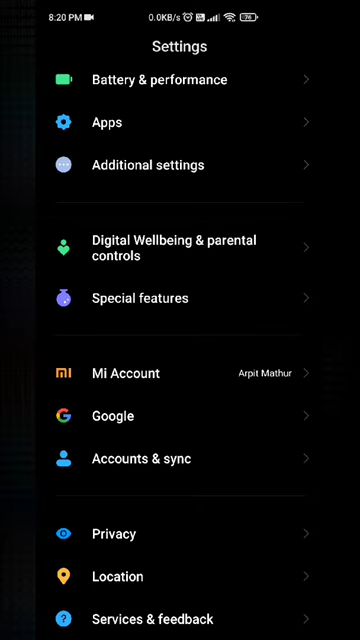 8:20 PM 0.0KB/s 76
Settings
Battery & performance
Apps
Additional settings
Digital Wellbeing & parental
controls
Special features
Mi Account Arpit Mathur
Google
Accounts & sync
Privacy
Location
Services & feedback